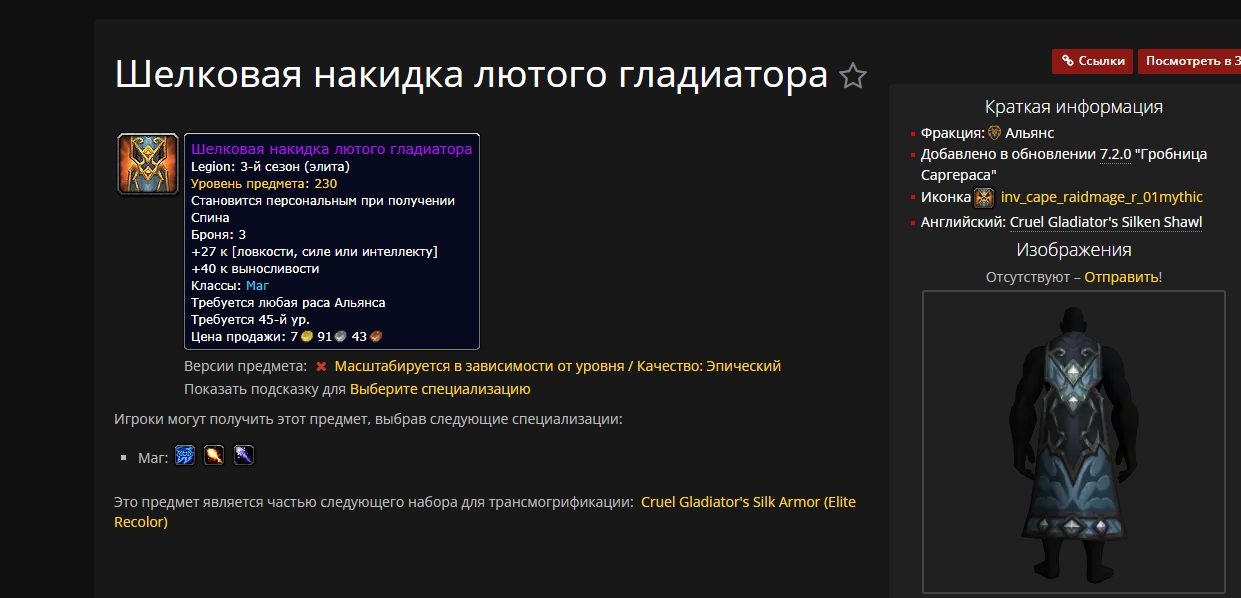 Шелковая накидка лютого гладиатора
Ссылки
Посмотреть в 3
Шелковая накидка лютого гладиатора
Legion: 3-й сезон (элита)
Уровень предмета: 230
Становится персональным при получении
Спина
Броня: 3
+27 к [ловкости, силе или интеллекту]
+40 к выносливости
Классы: Маг
Требуется любая раса Альянса
Требуется 45-й ур.
Цена продажи: 7 91 43
Версии предмета: Масштабируется в зависимости от уровня / Качество: Эпический
Показать подсказку для Выберите специализацию
Игроки могут получить этот предмет, выбрав следующие специализации:
Маг:
Это предмет является частью следующего набора для трансмогрификации: Cruel Gladiator's Silk Armor (Elite
Recolor)
Краткая информация
Фракция: Альянс
Добавлено в обновлении 7.2.0 "Гробница
Саргераса"
Иконка inv_cape_raidmage_r_01mythic
Английский: Cruel Gladiator's Silken Shawl
Изображения
Отсутствуют – Отправить!